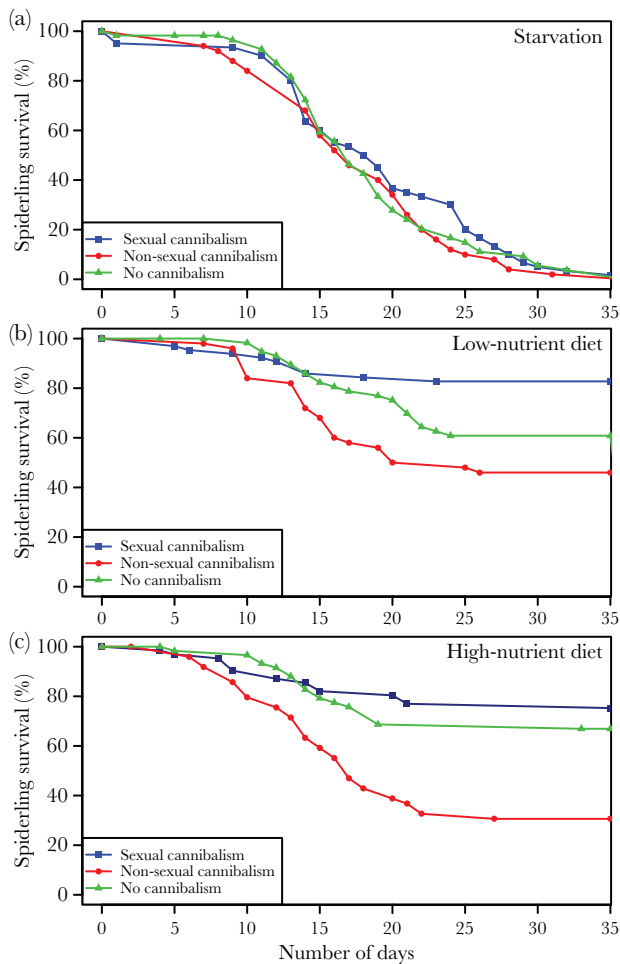 (a)
Starvation
Spiderling survival (%)
100
80
60
40
20
0
Sexual cannibalism
Non-sexual cannibalism
No cannibalism
0 5 10 15 20 25 30 35
(b)
Low-nutrient diet
Spiderling survival (%)
100
80
60
40
20
0
Sexual cannibalism
Non-sexual cannibalism
No cannibalism
0 5 10 15 20 25 30 35
(c)
High-nutrient diet
Spiderling survival (%)
100
80
60
40
20
0
Sexual cannibalism
Non-sexual cannibalism
No cannibalism
0 5 10 15 20 25 30 35
Number of days